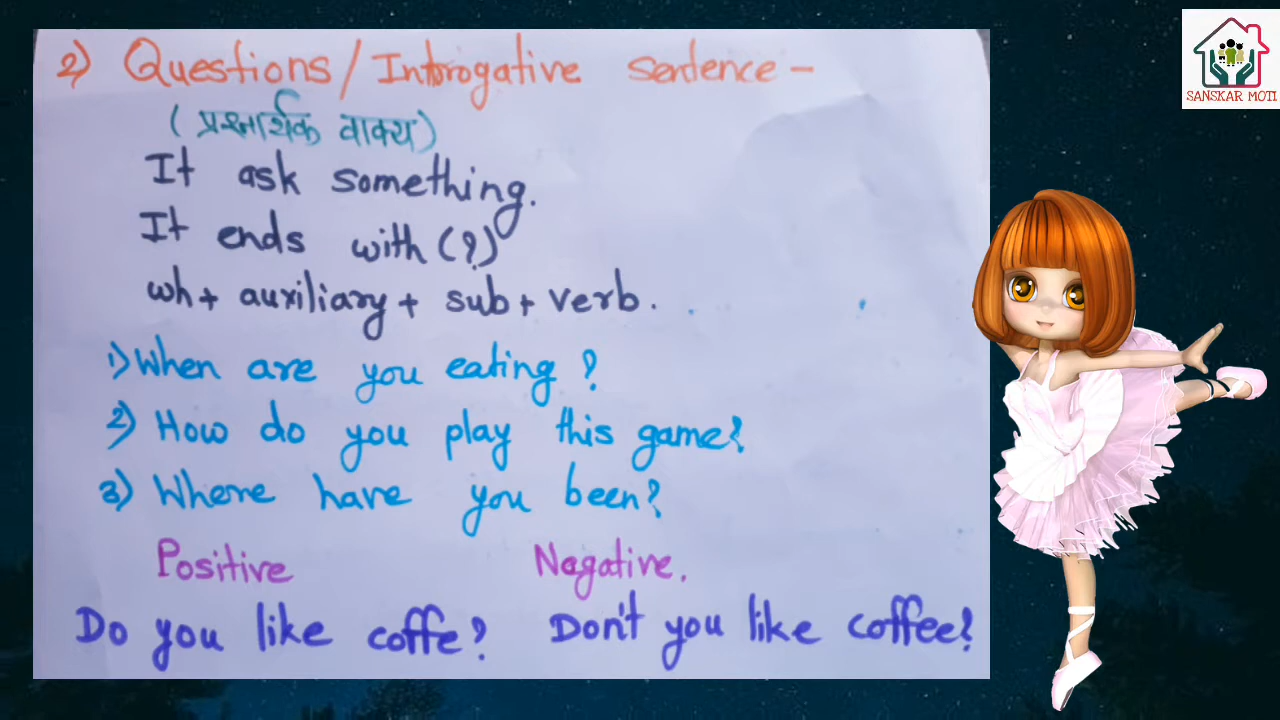 2) Questions / Intorogative sentence -
( प्रश्नार्थक वाक्य )
It ask something.
It ends with (?)
wh + auxiliary + sub + verb.
1) When are you eating ?
2) How do you play this game?
3) Where have you been?
Positive Nagative.
Do you like coffe? Don't you like coffee?
SANSKAR MOTI